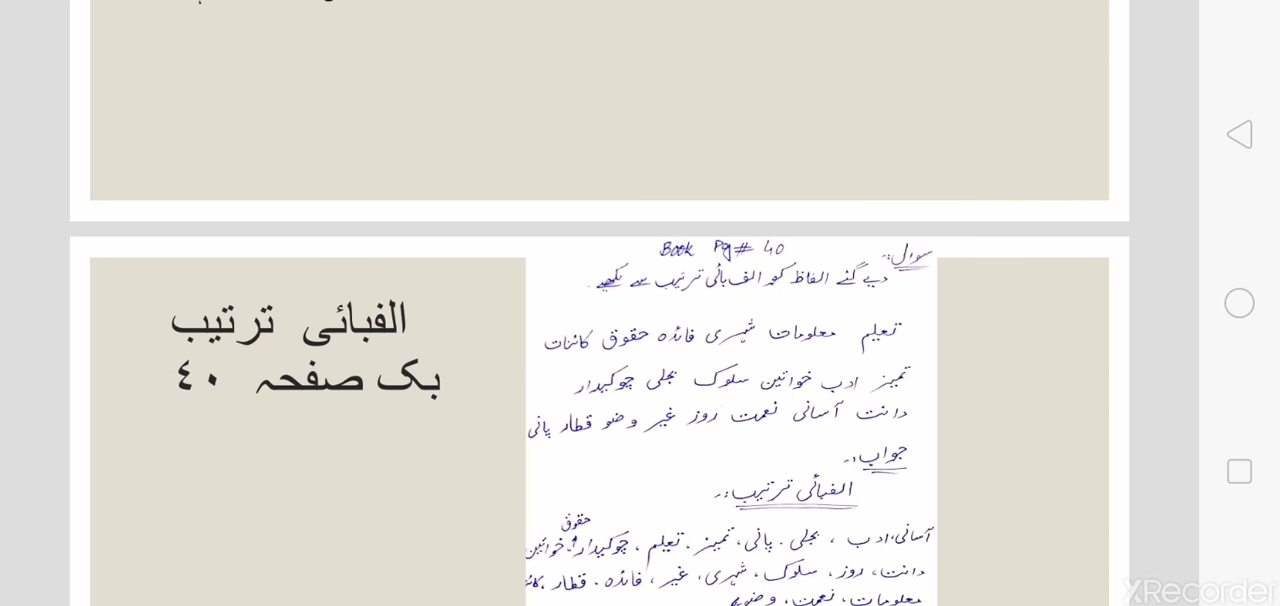 الفبائی ترتیب
بک صفحہ ٤٠
Book Pg# 40
سوال:۔
دیے گئے الفاظ کو الف بائی ترتیب سے لکھیے۔
تعلیم معلومات شہری فائدہ حقوق کائنات
تمیز ادب خواتین سلوک بجلی چوکیدار
دانت آسانی نعمت روز غیر وضو قطار پانی
جواب:۔
الفبائی ترتیب:۔
حقوق
آسانی، ادب، بجلی، پانی، تمیز، تعلیم، چوکیدار، خواتین
دانت، روز، سلوک، شہری، غیر، فائدہ، قطار،
معلومات، نعمت، وضو۔
XRecorder